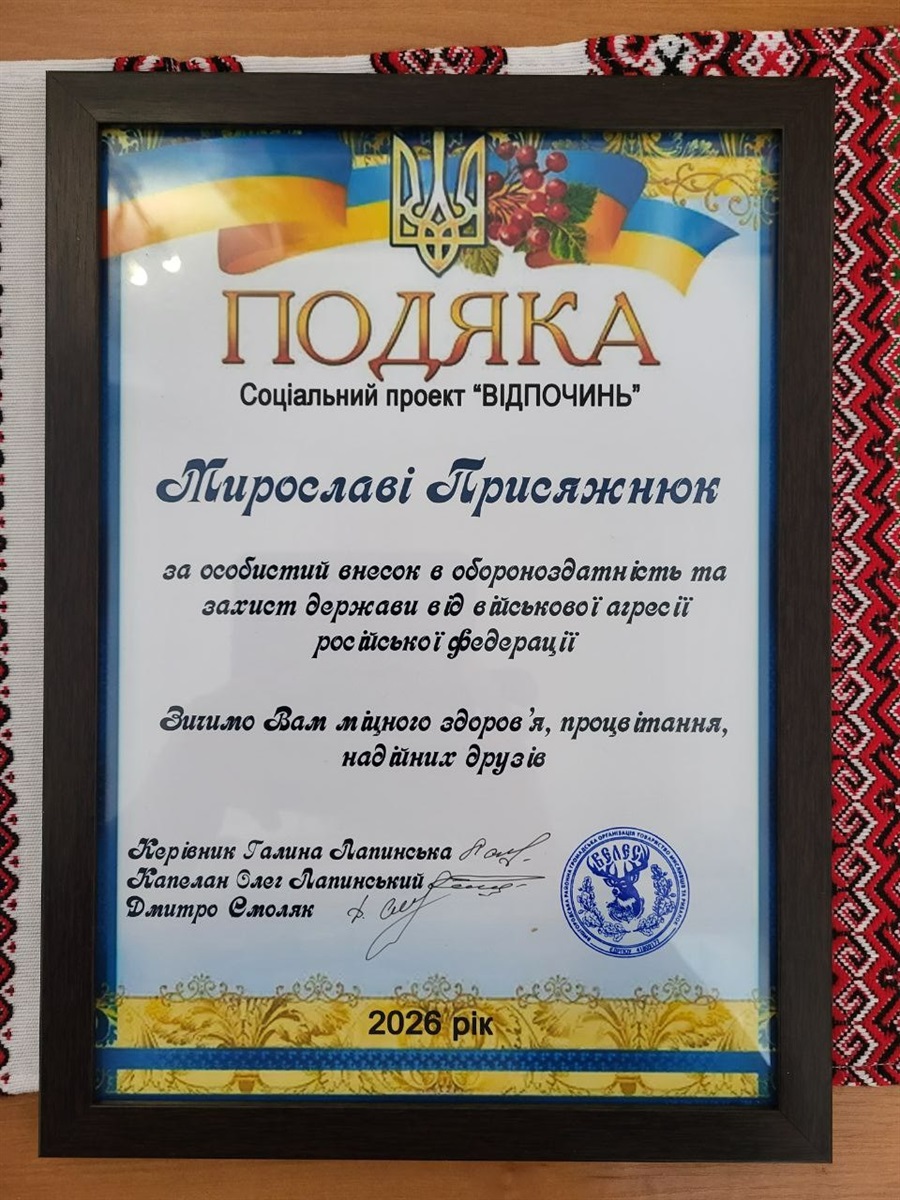 ПОДЯКА
Соціальний проект “ВІДПОЧИНЬ”
Мирославі Присяжнюк
за особистий внесок в обороноздатність та
захист держави від військової агресії
російської федерації
Зичимо Вам міцного здоров’я, процвітання,
надійних друзів
Керівник Галина Лапинська
Капелан Олег Лапинський
Дмитро Смоляк
ВЕЛЕС
2026 рік